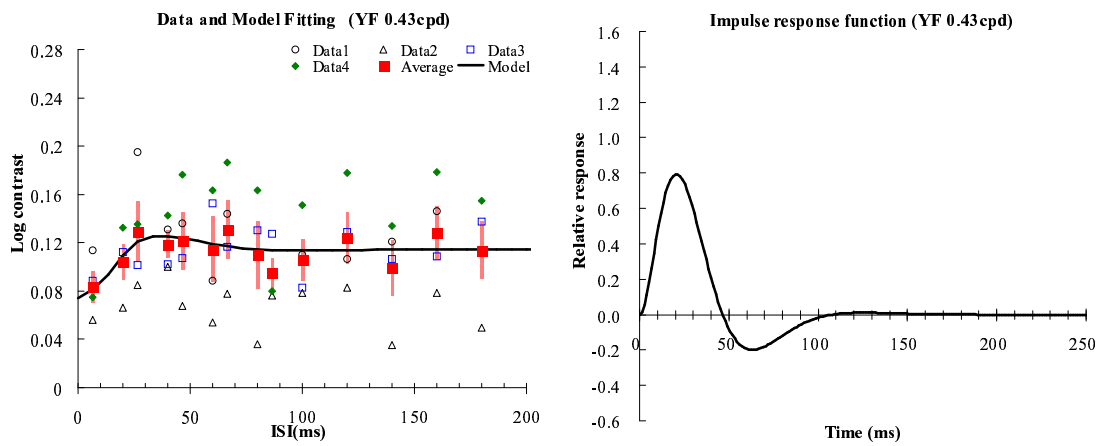 Data and Model Fitting (YF 0.43cpd)
Data1 Data2 Data3
Data4 Average Model
Log contrast
0.28
0.24
0.2
0.16
0.12
0.08
0.04
0
0 50 100 150 200
ISI(ms)
Impulse response function (YF 0.43cpd)
Relative response
1.6
1.4
1.2
1.0
0.8
0.6
0.4
0.2
0.0
-0.2
-0.4
-0.6
0 50 100 150 200 250
Time (ms)